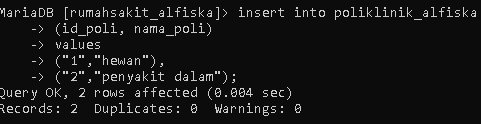 MariaDB [rumahsakit_alfiska]> insert into poliklinik_alfiska
    -> (id_poli, nama_poli)
    -> values
    -> ("1","hewan"),
    -> ("2","penyakit dalam");
Query OK, 2 rows affected (0.004 sec)
Records: 2  Duplicates: 0  Warnings: 0